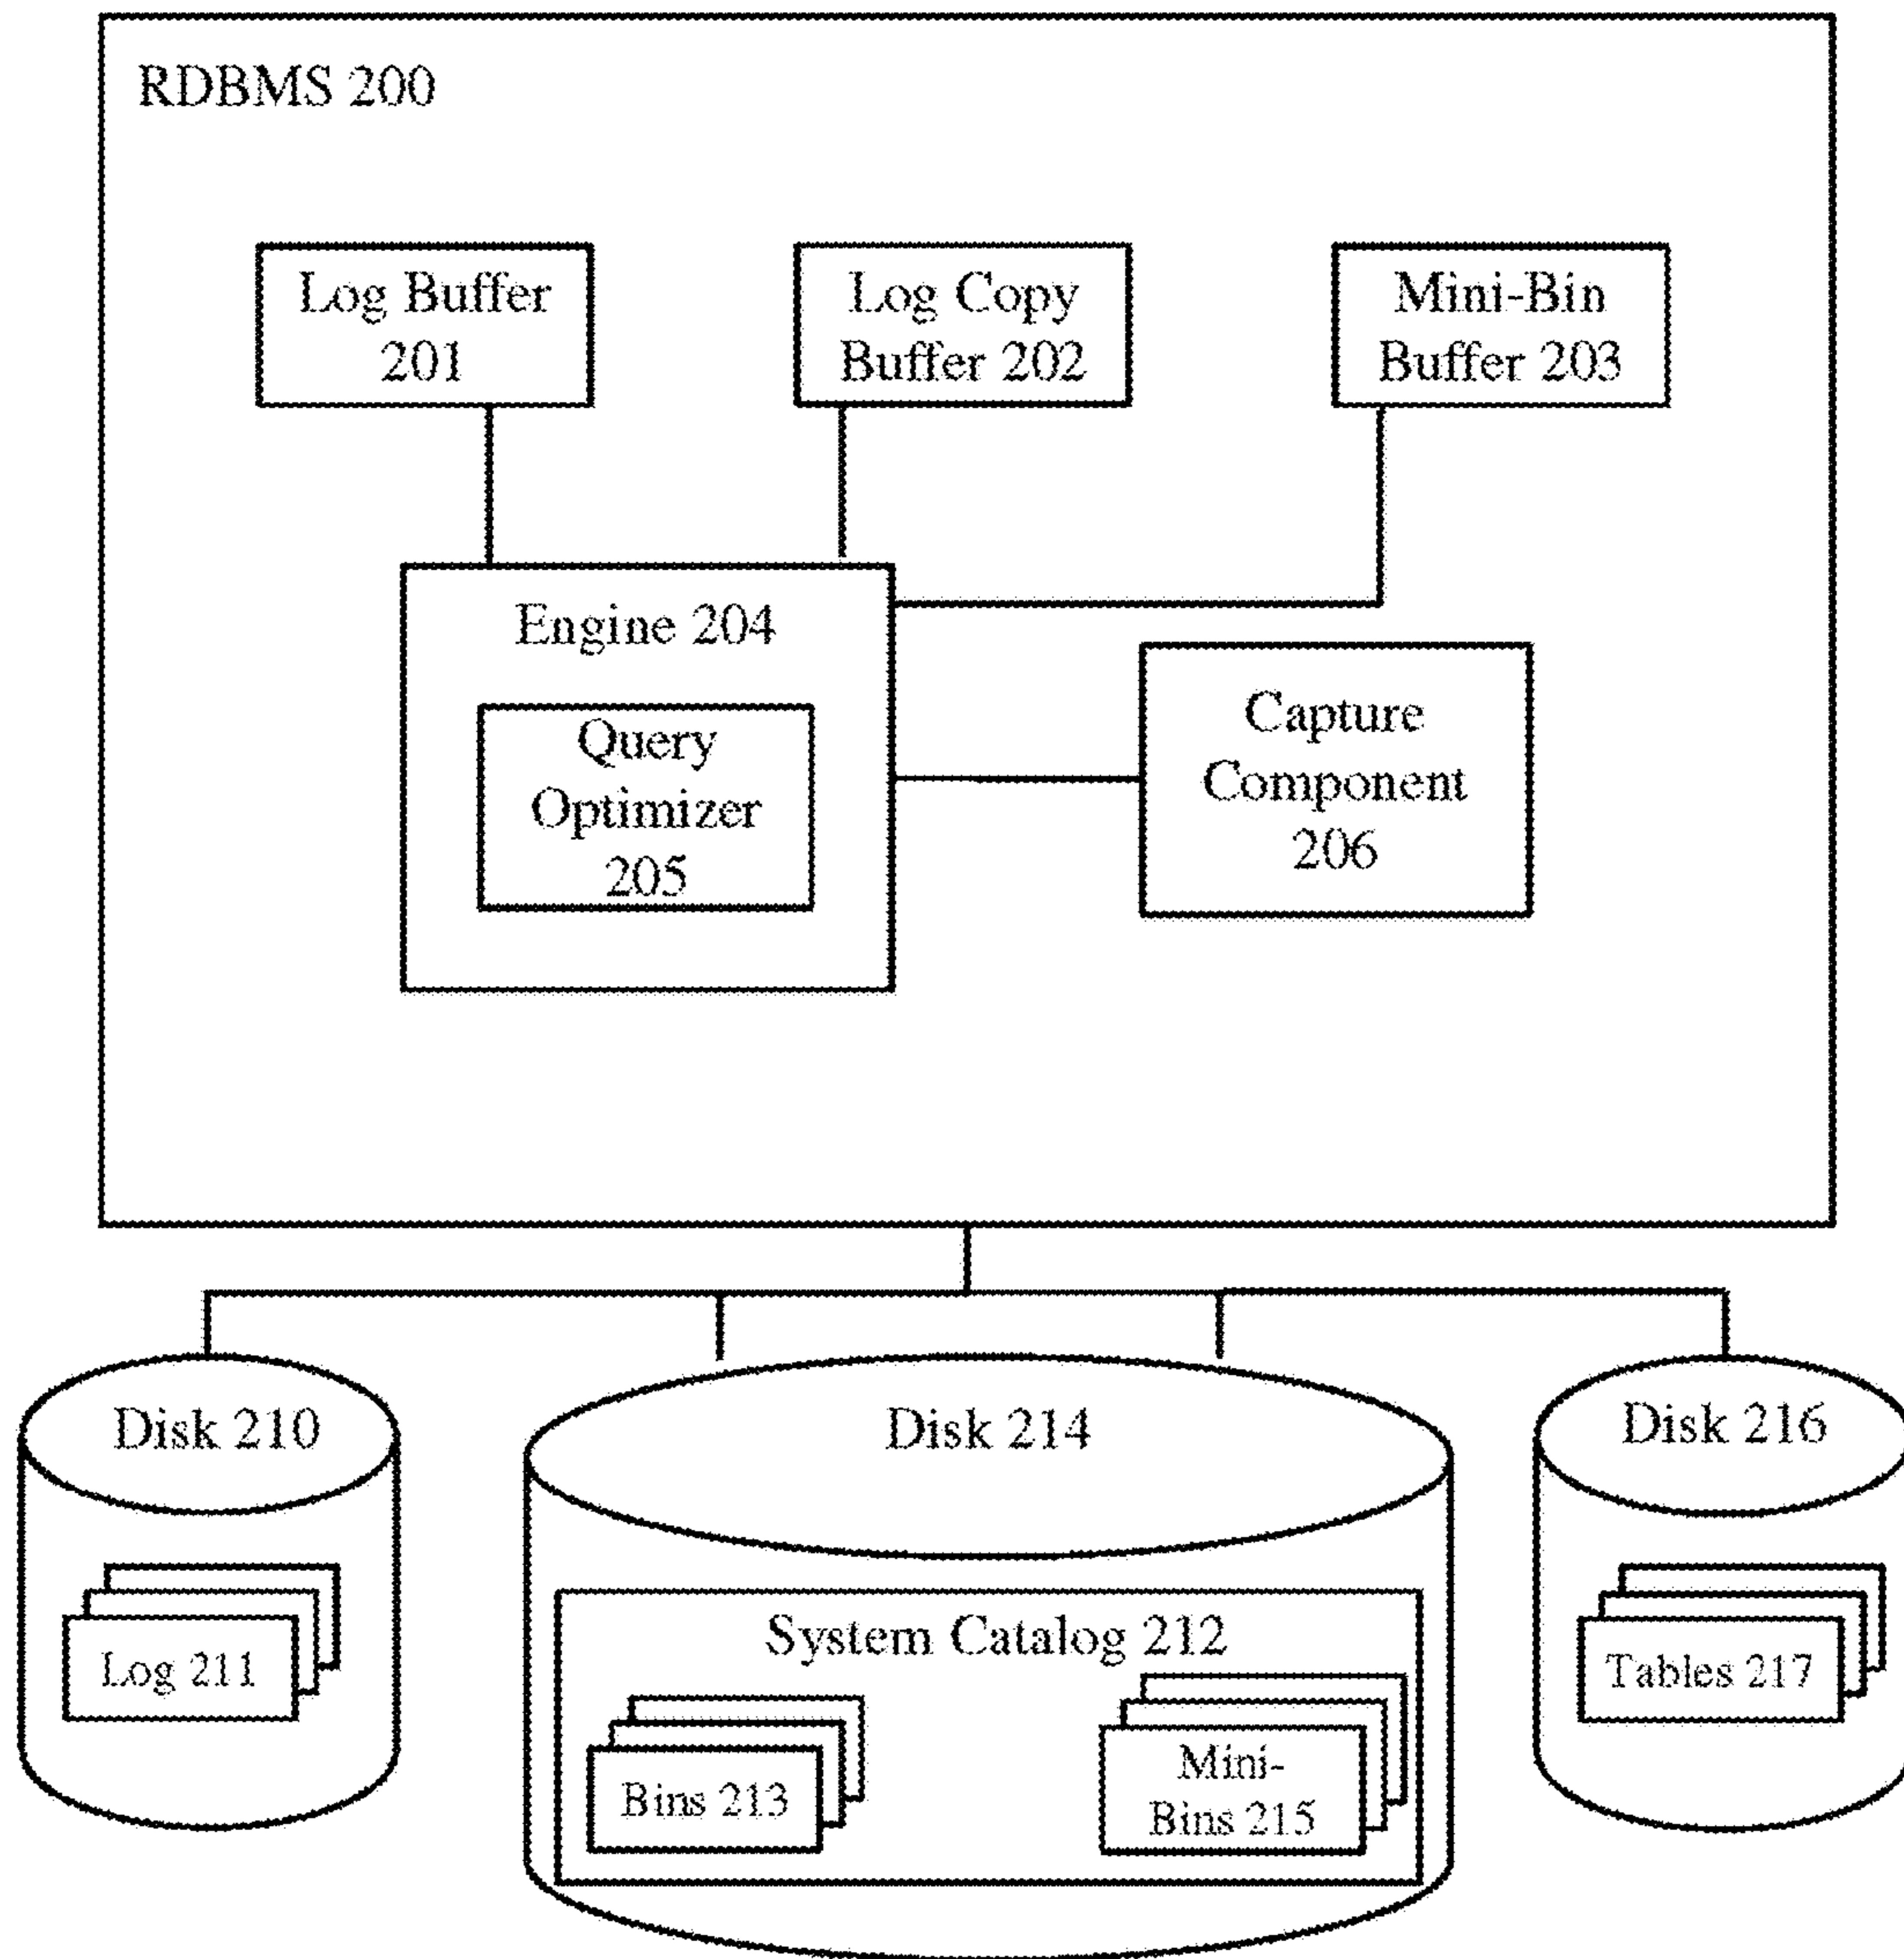 RDBMS 200
Log Buffer
201
Log Copy
Buffer 202
Mini-Bin
Buffer 203
Engine 204
Query
Optimizer
205
Capture
Component
206
Disk 210
Log 211
Disk 214
System Catalog 212
Bins 213
Mini-
Bins 215
Disk 216
Tables 217